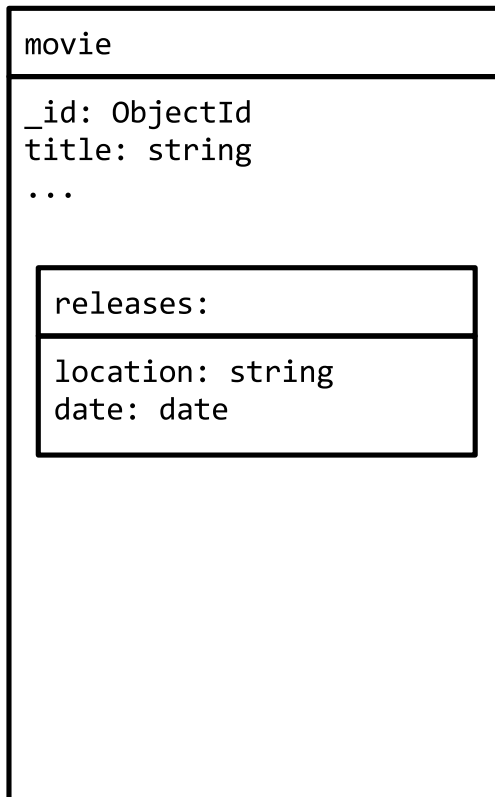 movie
_id: ObjectId
title: string
...
releases:
location: string
date: date